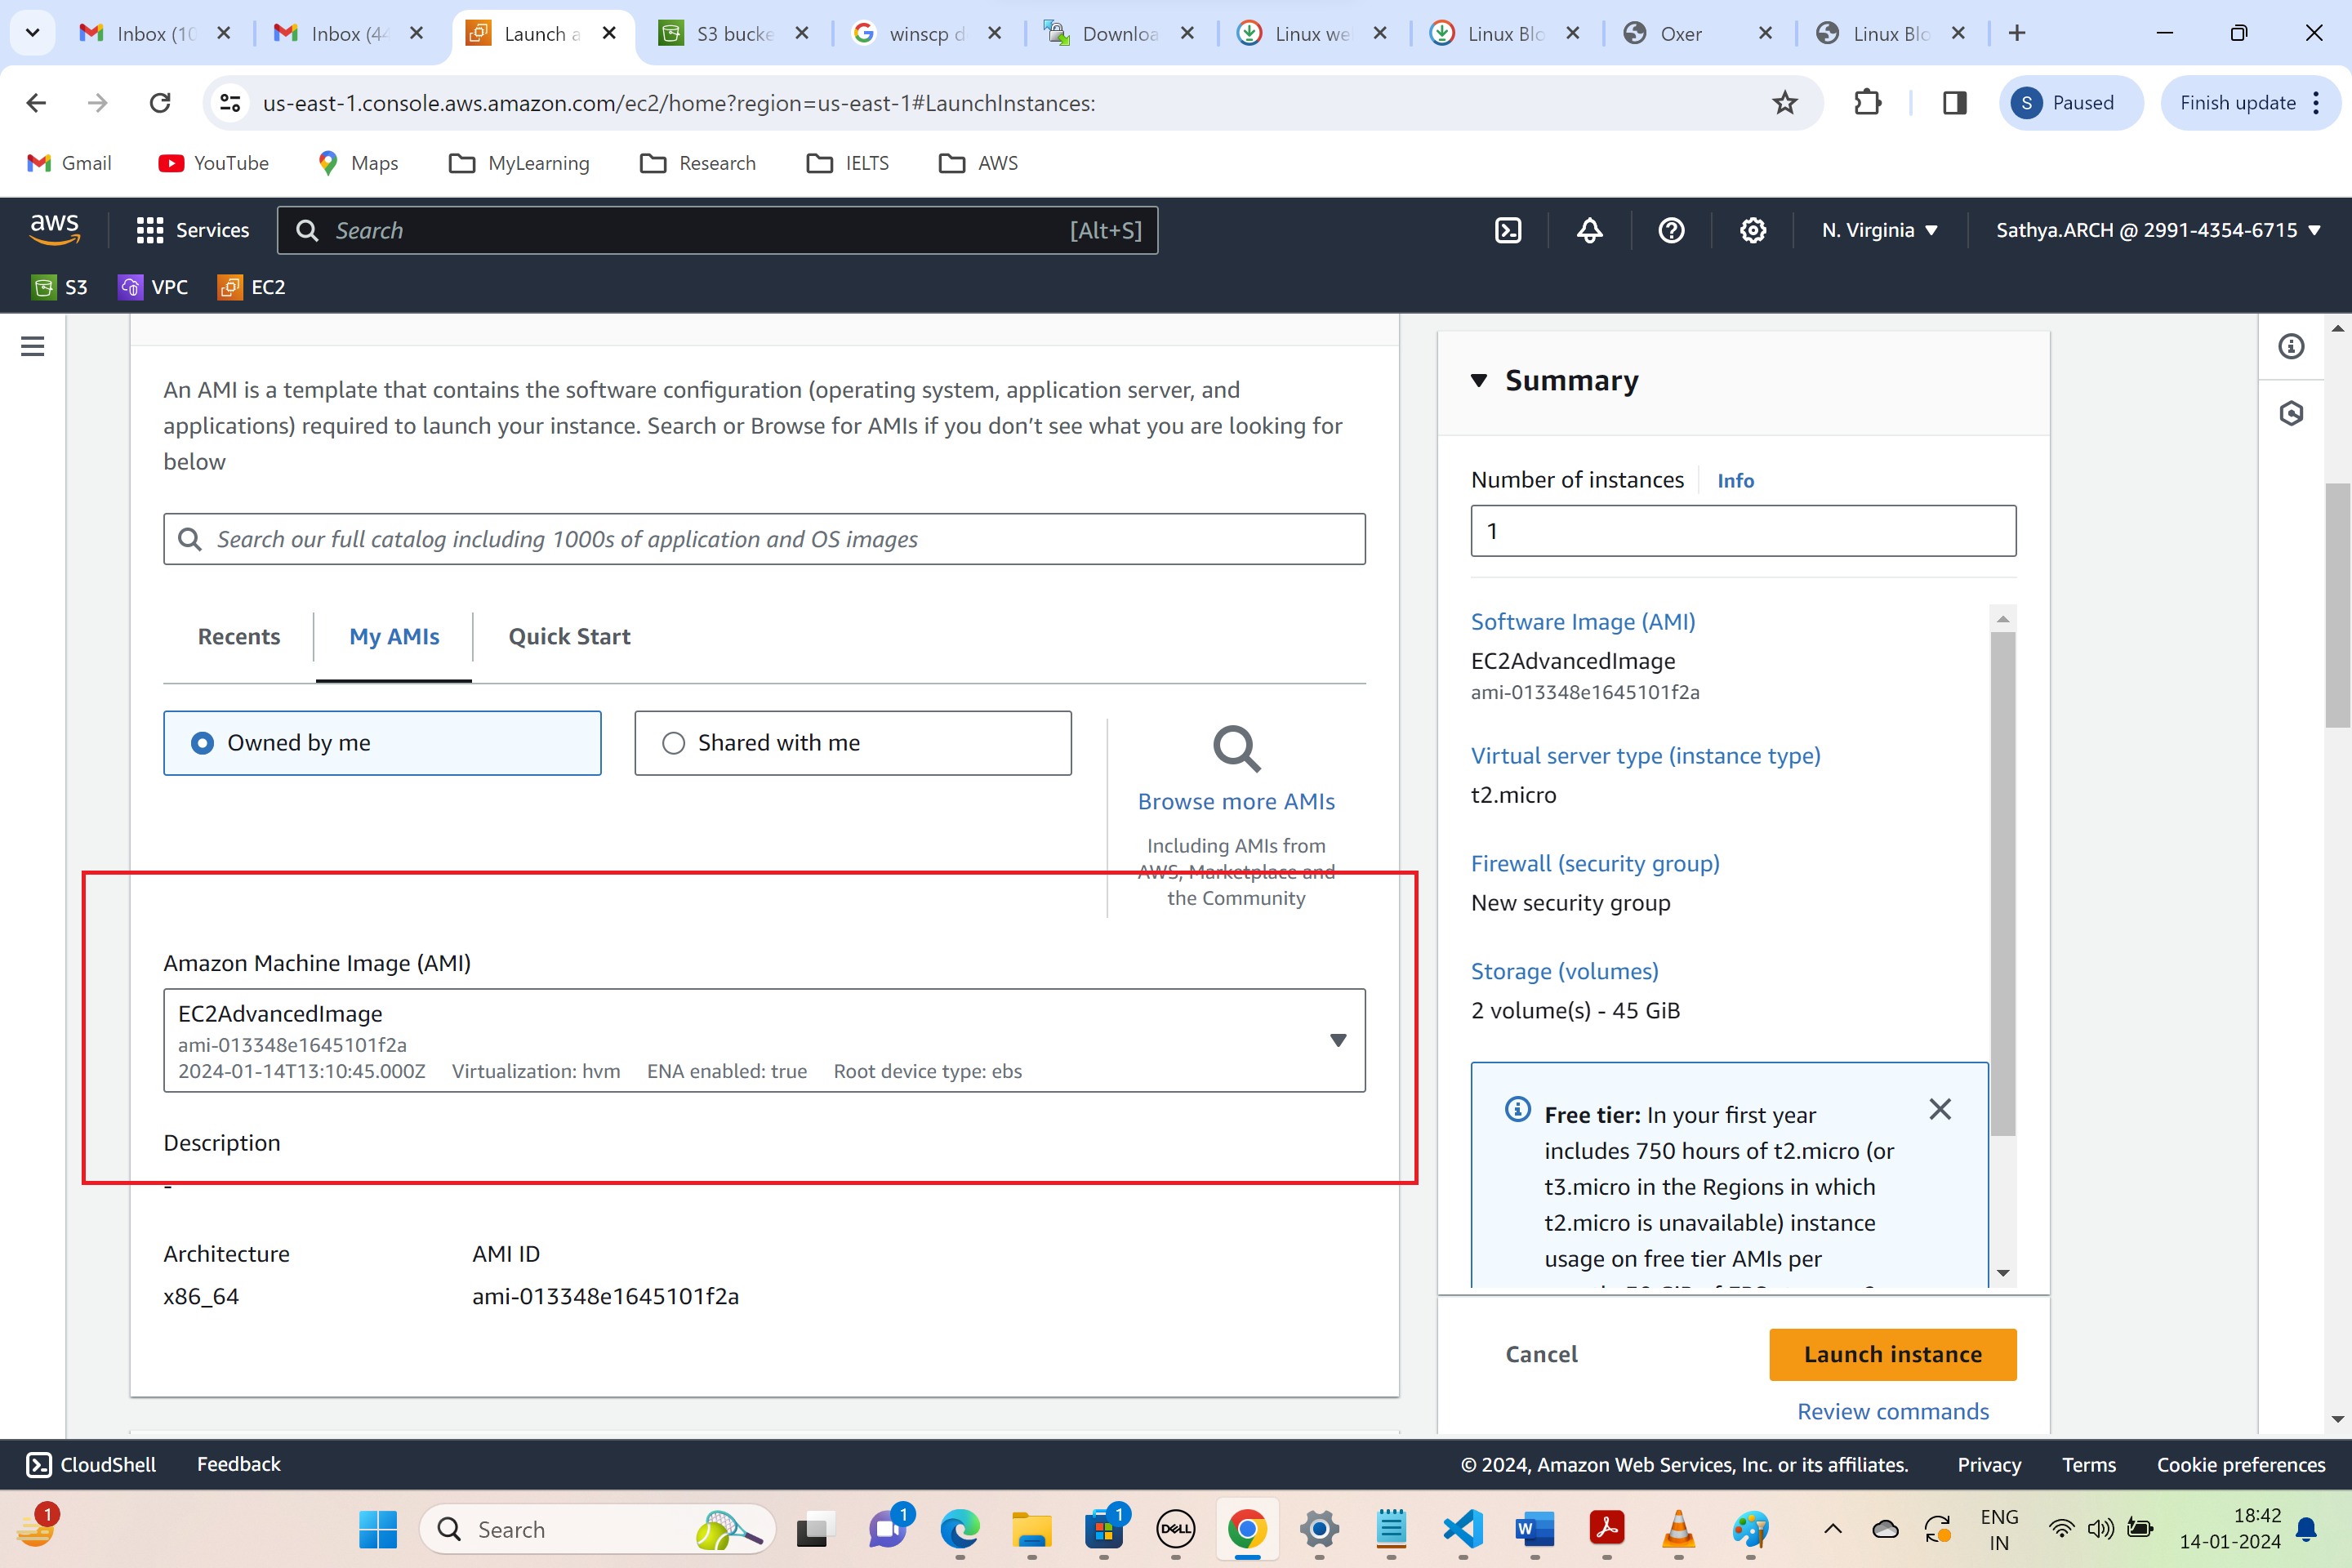 Inbox (10
Inbox (44
Launch a
S3 bucke
winscp d
Downloa
Linux we
Linux Blo
Oxer
Linux Blo
us-east-1.console.aws.amazon.com/ec2/home?region=us-east-1#LaunchInstances:
S
Paused
Finish update
Gmail
YouTube
Maps
MyLearning
Research
IELTS
AWS
aws
Services
Search
[Alt+S]
N. Virginia
Sathya.ARCH @ 2991-4354-6715
S3
VPC
EC2
An AMI is a template that contains the software configuration (operating system, application server, and
applications) required to launch your instance. Search or Browse for AMIs if you don’t see what you are looking for
below
Search our full catalog including 1000s of application and OS images
Recents
My AMIs
Quick Start
Owned by me
Shared with me
Browse more AMIs
Including AMIs from
AWS, Marketplace and
the Community
Amazon Machine Image (AMI)
EC2AdvancedImage
ami-013348e1645101f2a
2024-01-14T13:10:45.000Z Virtualization: hvm ENA enabled: true Root device type: ebs
Description
-
Architecture
x86_64
AMI ID
ami-013348e1645101f2a
Summary
Number of instances
Info
1
Software Image (AMI)
EC2AdvancedImage
ami-013348e1645101f2a
Virtual server type (instance type)
t2.micro
Firewall (security group)
New security group
Storage (volumes)
2 volume(s) - 45 GiB
Free tier: In your first year
includes 750 hours of t2.micro (or
t3.micro in the Regions in which
t2.micro is unavailable) instance
usage on free tier AMIs per
Cancel
Launch instance
Review commands
CloudShell
Feedback
© 2024, Amazon Web Services, Inc. or its affiliates.
Privacy
Terms
Cookie preferences
1
Search
1
1
DELL
W
ENG
IN
18:42
14-01-2024